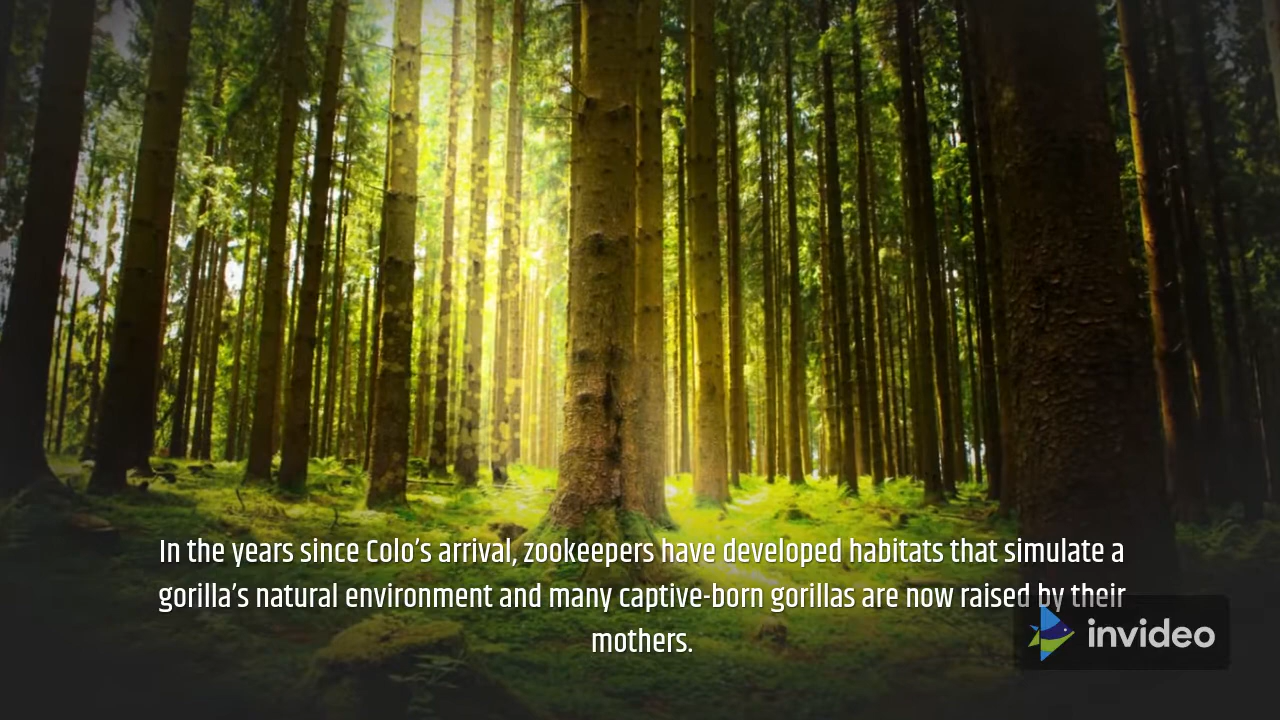 In the years since Colo’s arrival, zookeepers have developed habitats that simulate a
gorilla’s natural environment and many captive-born gorillas are now raised by their
mothers.
invideo